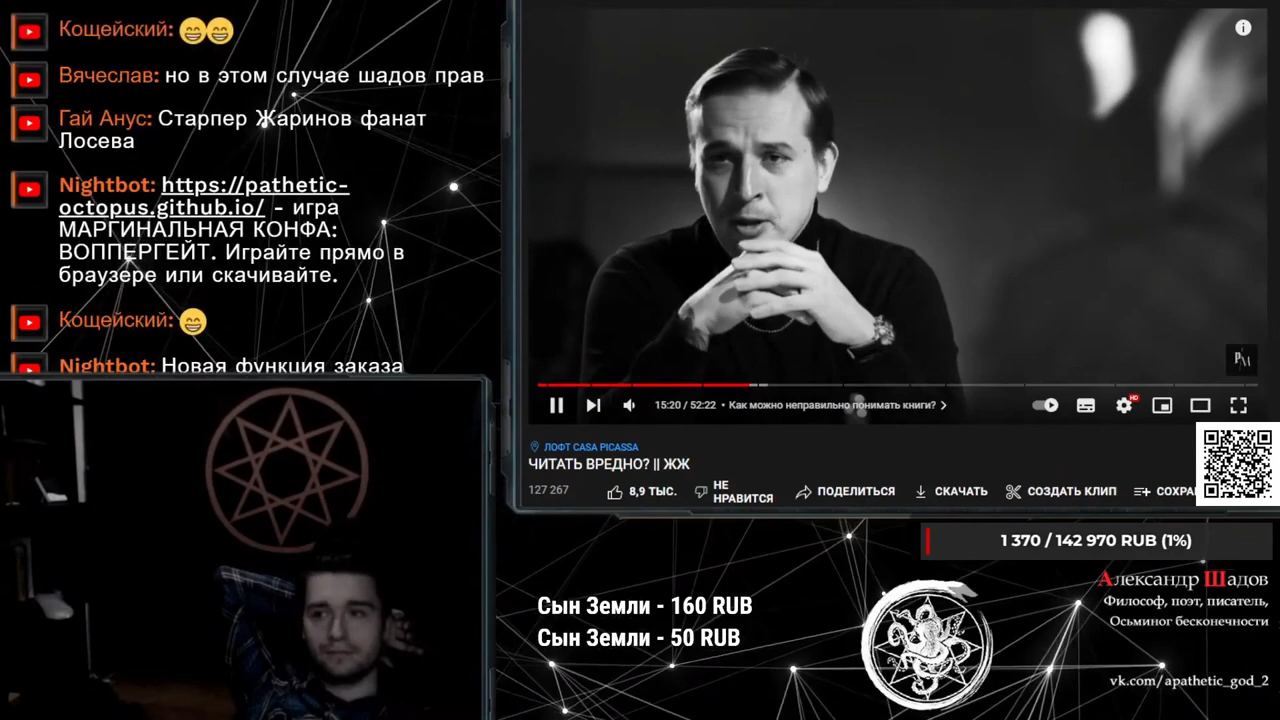 Кощейский: 😁😁
Вячеслав: но в этом случае шадов прав
Гай Анус: Старпер Жаринов фанат
Лосева
Nightbot: https://pathetic-
octopus.github.io/ - игра
МАРГИНАЛЬНАЯ КОНФА:
ВОППЕРГЕЙТ. Играйте прямо в
браузере или скачивайте.
Кощейский: 😁
Nightbot: Новая функция заказа
15:20 / 52:22 • Как можно неправильно понимать книги?
HD
ЛОФТ CASA PICASSA
ЧИТАТЬ ВРЕДНО? || ЖЖ
127 267
8,9 ТЫС.
НЕ
НРАВИТСЯ
ПОДЕЛИТЬСЯ
СКАЧАТЬ
СОЗДАТЬ КЛИП
СОХРА
1 370 / 142 970 RUB (1%)
Сын Земли - 160 RUB
Сын Земли - 50 RUB
Александр Шадов
Философ, поэт, писатель,
Осьминог бесконечности
vk.com/apathetic_god_2